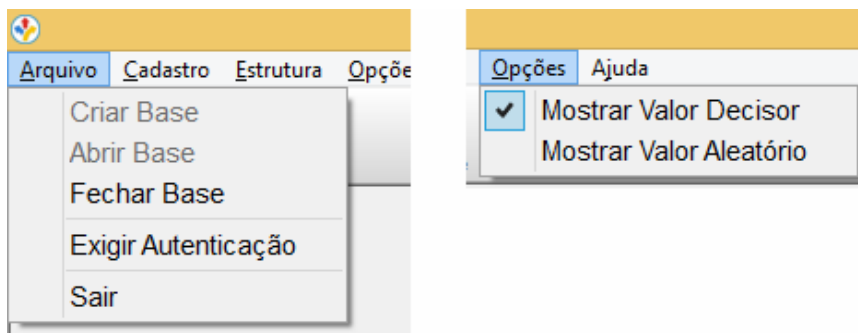 Arquivo Cadastro Estrutura Opçõe
Criar Base
Abrir Base
Fechar Base
Exigir Autenticação
Sair
Opções Ajuda
Mostrar Valor Decisor
Mostrar Valor Aleatório